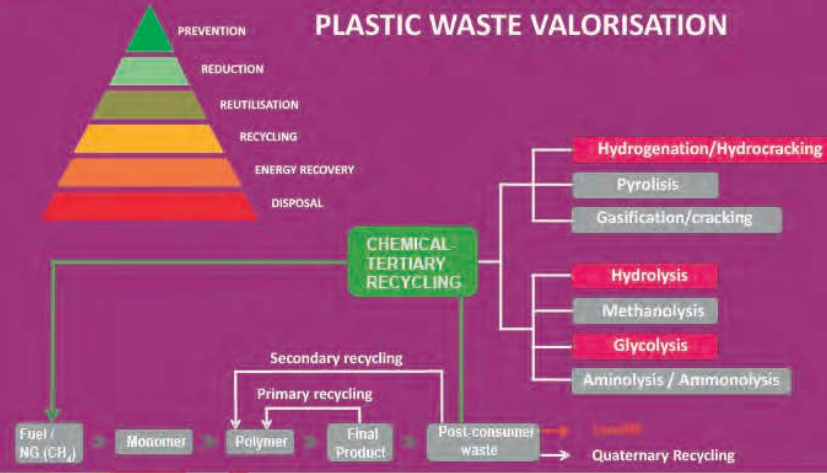 PLASTIC WASTE VALORISATION
PREVENTION
REDUCTION
REUTILISATION
RECYCLING
ENERGY RECOVERY
DISPOSAL
Hydrogenation/Hydrocracking
Pyrolisis
Gasification/cracking
CHEMICAL-
TERTIARY
RECYCLING
Hydrolysis
Methanolysis
Glycolysis
Aminolysis / Ammonolysis
Secondary recycling
Primary recycling
Fuel /
NG (CH4)
Monomer
Polymer
Final
Product
Post-consumer
waste
Landfill
Quaternary Recycling